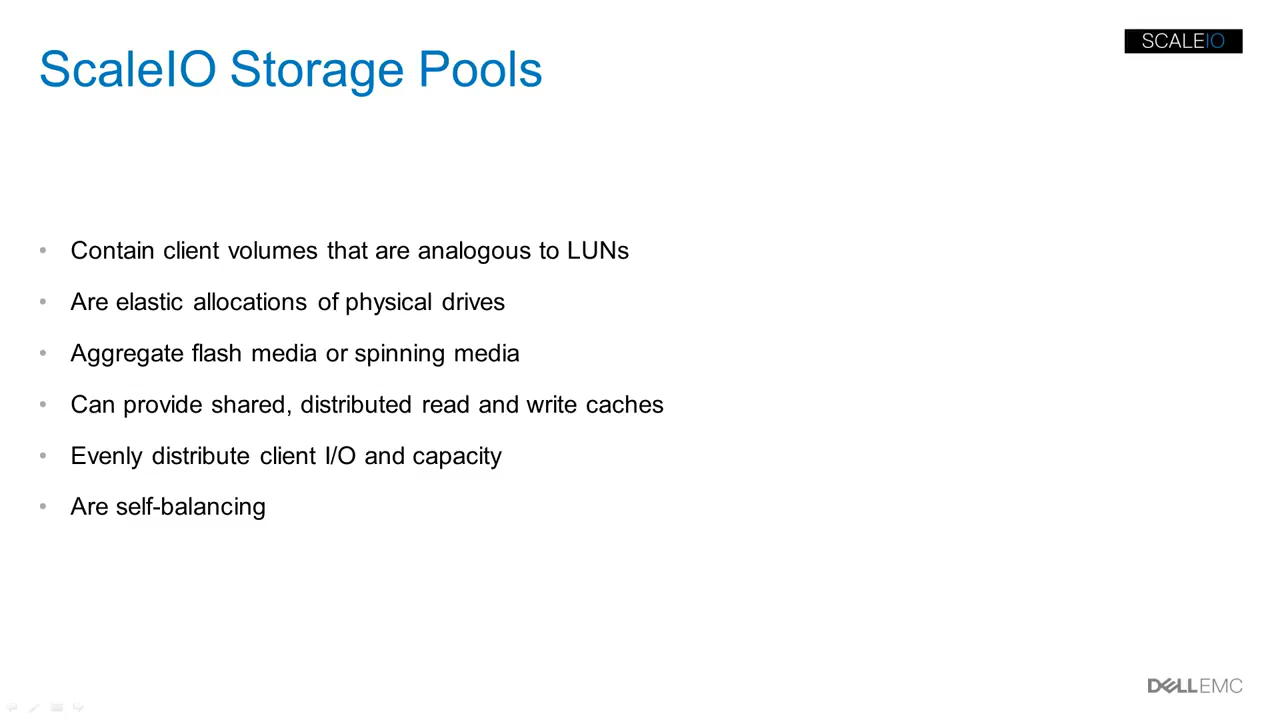 SCALEIO
ScaleIO Storage Pools
• Contain client volumes that are analogous to LUNs
• Are elastic allocations of physical drives
• Aggregate flash media or spinning media
• Can provide shared, distributed read and write caches
• Evenly distribute client I/O and capacity
• Are self-balancing
DELLEMC